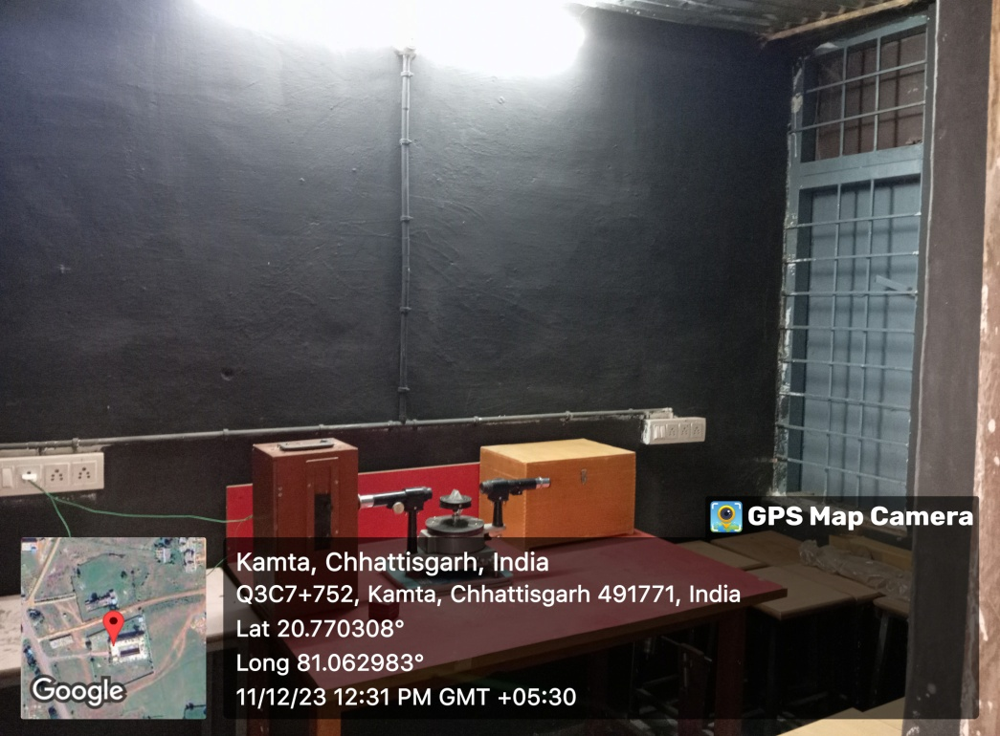 GPS Map Camera
Kamta, Chhattisgarh, India
Q3C7+752, Kamta, Chhattisgarh 491771, India
Lat 20.770308°
Long 81.062983°
11/12/23 12:31 PM GMT +05:30
Google